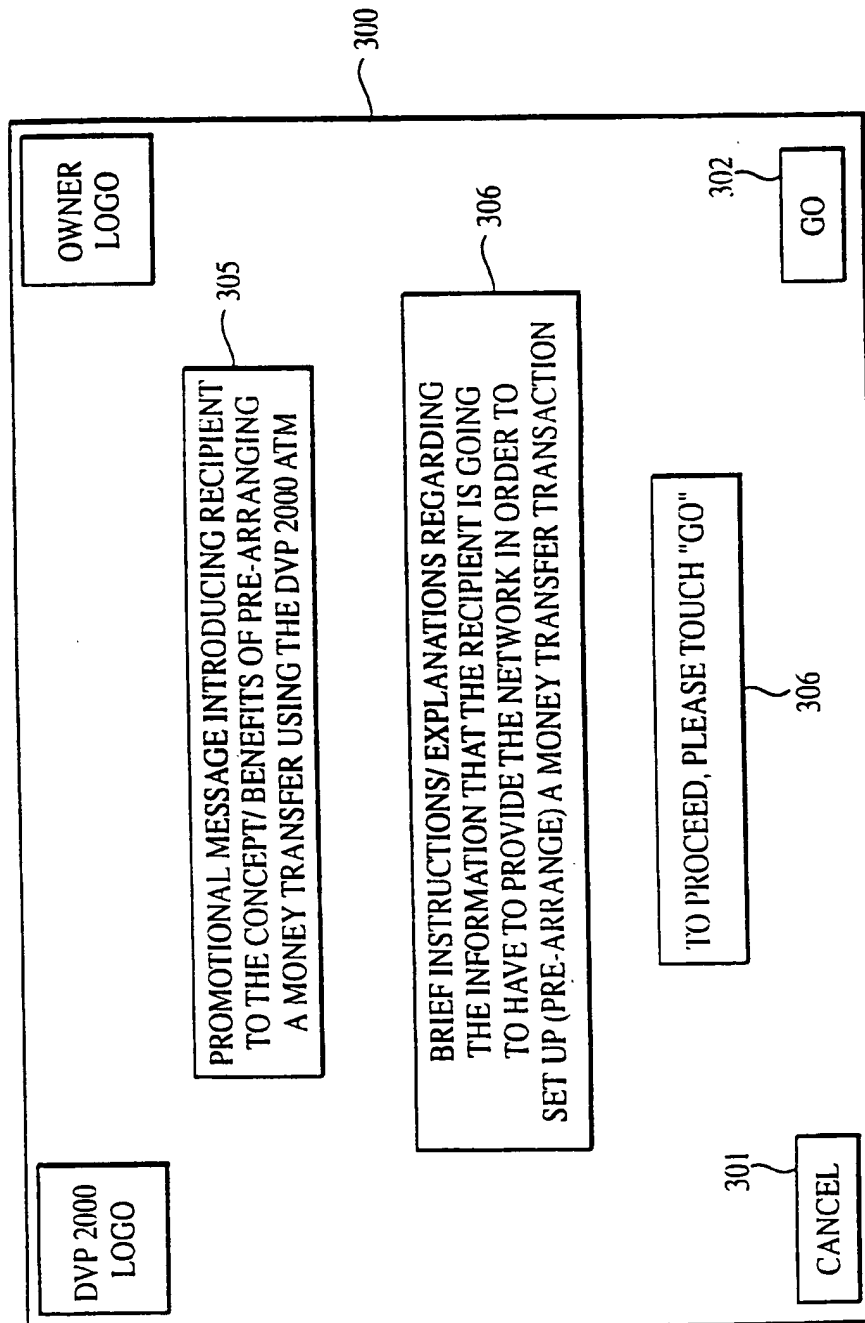 DVP 2000
LOGO
OWNER
LOGO
300
PROMOTIONAL MESSAGE INTRODUCING RECIPIENT
TO THE CONCEPT/ BENEFITS OF PRE-ARRANGING
A MONEY TRANSFER USING THE DVP 2000 ATM
305
BRIEF INSTRUCTIONS/ EXPLANATIONS REGARDING
THE INFORMATION THAT THE RECIPIENT IS GOING
TO HAVE TO PROVIDE THE NETWORK IN ORDER TO
SET UP (PRE-ARRANGE) A MONEY TRANSFER TRANSACTION
306
TO PROCEED, PLEASE TOUCH "GO"
306
301
CANCEL
302
GO